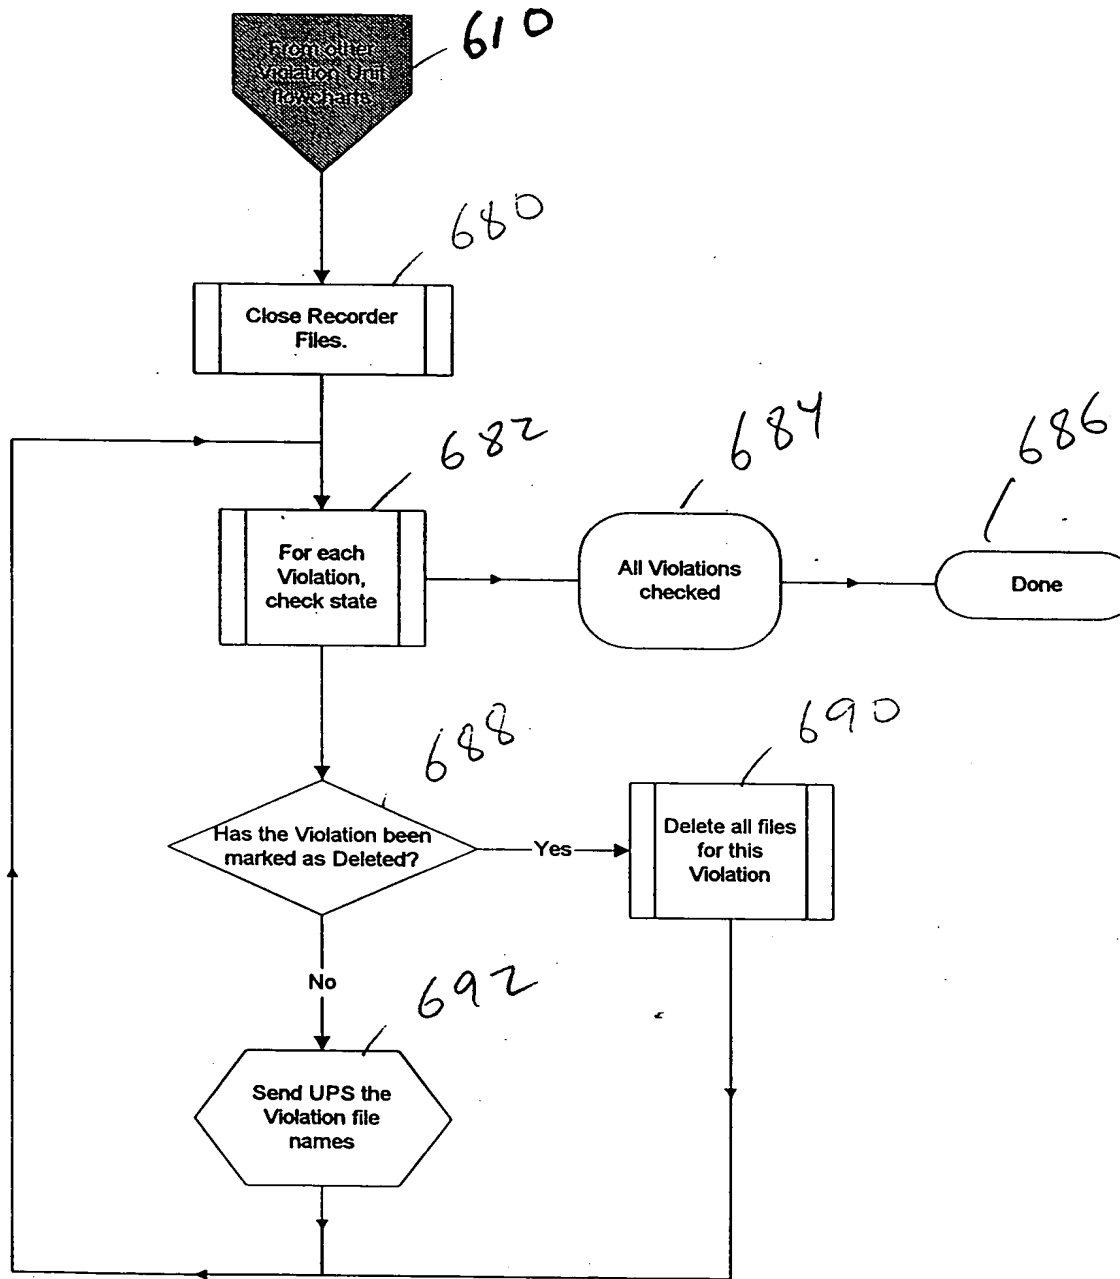 From other
Violation Unit
flowcharts
610
680
Close Recorder
Files.
682
For each
Violation,
check state
684
All Violations
checked
686
Done
688
Has the Violation been
marked as Deleted?
Yes
690
Delete all files
for this
Violation
No
692
Send UPS the
Violation file
names